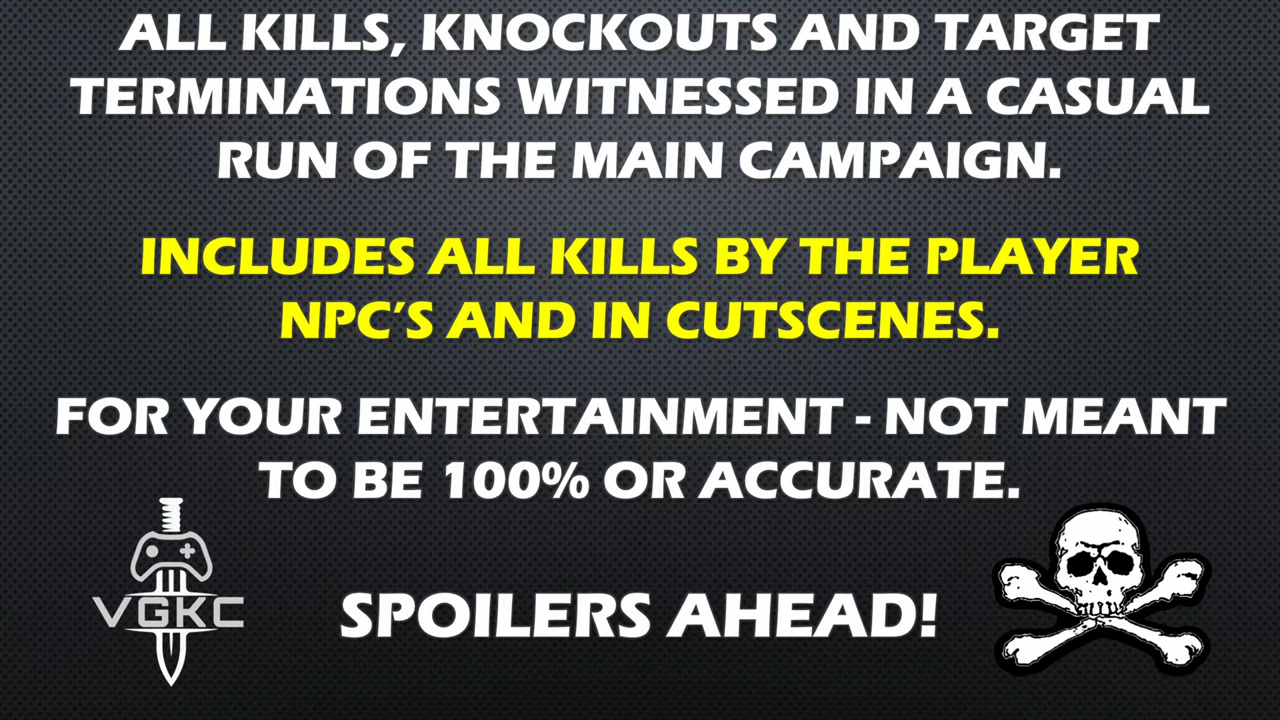 ALL KILLS, KNOCKOUTS AND TARGET
TERMINATIONS WITNESSED IN A CASUAL
RUN OF THE MAIN CAMPAIGN.
INCLUDES ALL KILLS BY THE PLAYER
NPC'S AND IN CUTSCENES.
FOR YOUR ENTERTAINMENT - NOT MEANT
TO BE 100% OR ACCURATE.
VGKC
SPOILERS AHEAD!